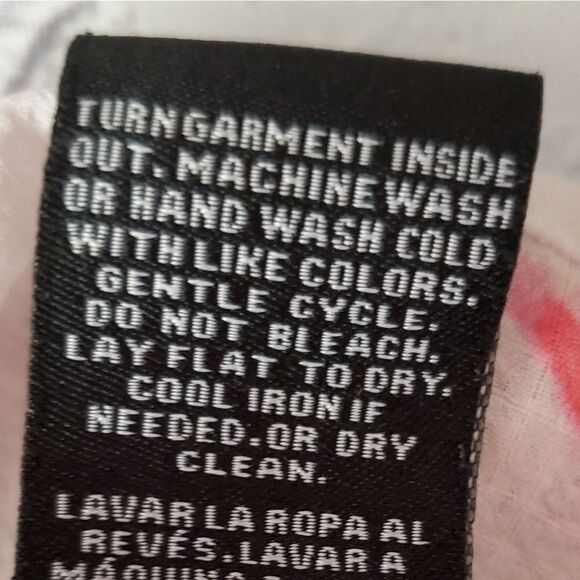 TURN GARMENT INSIDE
OUT. MACHINE WASH
OR HAND WASH COLD
WITH LIKE COLORS.
GENTLE CYCLE.
DO NOT BLEACH.
LAY FLAT TO DRY.
COOL IRON IF
NEEDED.OR DRY
CLEAN.
LAVAR LA ROPA AL
REVÉS.LAVAR A
MÁQUINA